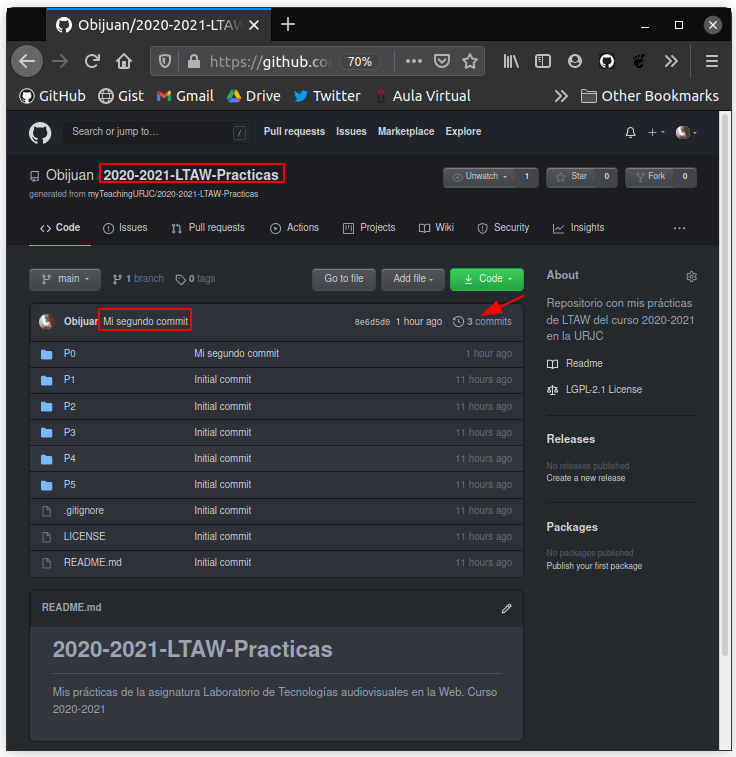 Obijuan/2020-2021-LTAW
https://github.co 70%
GitHub Gist Gmail Drive Twitter Aula Virtual Other Bookmarks
Search or jump to… / Pull requests Issues Marketplace Explore
Obijuan 2020-2021-LTAW-Practicas Unwatch 1 Star 0 Fork 0
generated from myTeachingURJC/2020-2021-LTAW-Practicas
Code Issues Pull requests Actions Projects Wiki Security Insights
main 1 branch 0 tags Go to file Add file Code
Obijuan Mi segundo commit 8e6d5d0 1 hour ago 3 commits
P0 Mi segundo commit 1 hour ago
P1 Initial commit 11 hours ago
P2 Initial commit 11 hours ago
P3 Initial commit 11 hours ago
P4 Initial commit 11 hours ago
P5 Initial commit 11 hours ago
.gitignore Initial commit 11 hours ago
LICENSE Initial commit 11 hours ago
README.md Initial commit 11 hours ago
README.md
2020-2021-LTAW-Practicas
Mis prácticas de la asignatura Laboratorio de Tecnologías audiovisuales en la Web. Curso
2020-2021
About
Repositorio con mis prácticas
de LTAW del curso 2020-2021
en la URJC
Readme
LGPL-2.1 License
Releases
No releases published
Create a new release
Packages
No packages published
Publish your first package